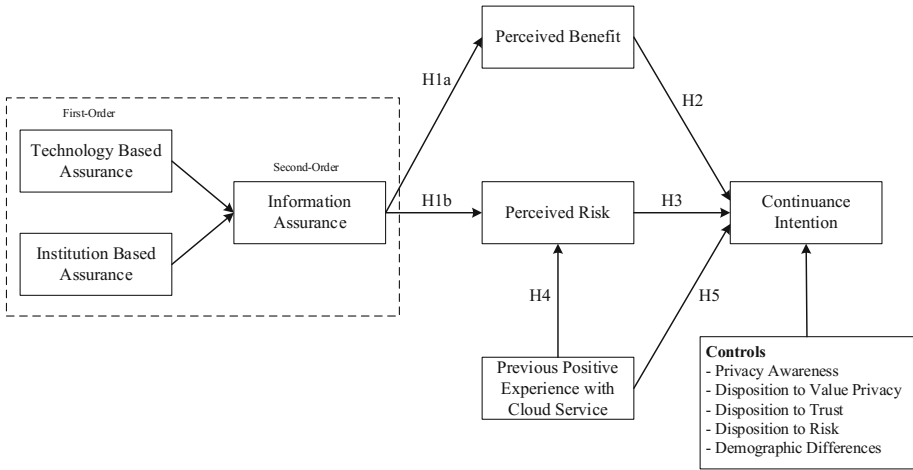 Perceived Benefit
H1a
H2
First-Order
Technology Based
Assurance
Second-Order
Information
Assurance
H1b
Perceived Risk
H3
Continuance
Intention
Institution Based
Assurance
H4
H5
Previous Positive
Experience with
Cloud Service
Controls
- Privacy Awareness
- Disposition to Value Privacy
- Disposition to Trust
- Disposition to Risk
- Demographic Differences